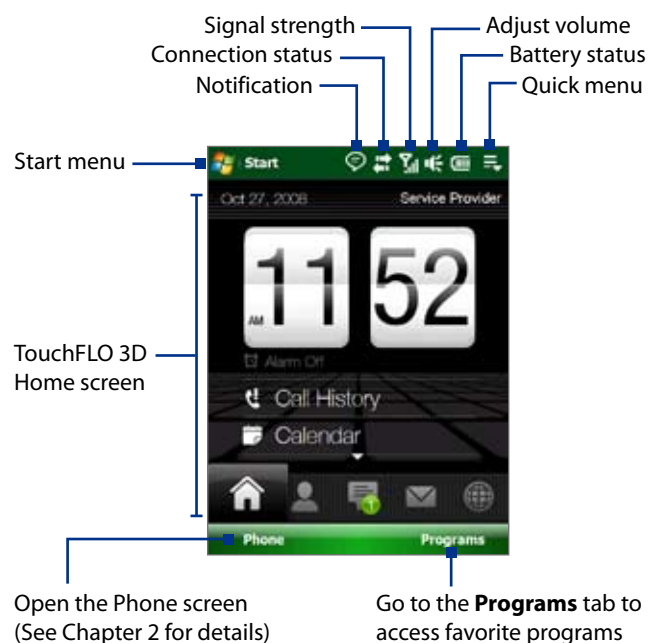 Signal strength
Adjust volume
Connection status
Battery status
Notification
Quick menu
Start menu
Start
Oct 27, 2008
Service Provider
11
52
AM
TouchFLO 3D
Home screen
Alarm Off
Call History
Calendar
1
Phone
Programs
Open the Phone screen
(See Chapter 2 for details)
Go to the Programs tab to
access favorite programs